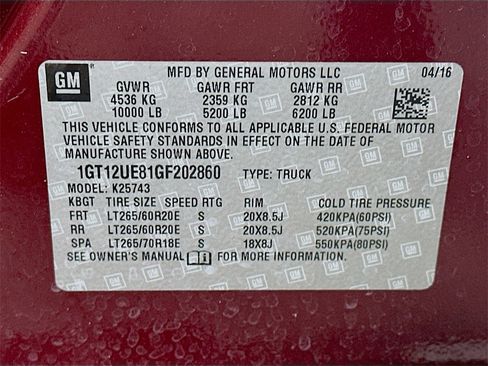 GM MFD BY GENERAL MOTORS LLC 04/16
GVWR GAWR FRT GAWR RR
4536 KG 2359 KG 2812 KG
10000 LB 5200 LB 6200 LB
THIS VEHICLE CONFORMS TO ALL APPLICABLE U.S. FEDERAL MOTOR
VEHICLE SAFETY STANDARDS IN EFFECT ON THE DATE OF
MANUFACTURE SHOWN ABOVE.
1GT12UE81GF202860 TYPE: TRUCK
MODEL: K25743
KBGT TIRE SIZE SPEED RTG RIM COLD TIRE PRESSURE
FRT LT265/60R20E S 20X8.5J 420KPA(60PSI)
RR LT265/60R20E S 20X8.5J 520KPA(75PSI)
SPA LT265/70R18E S 18X8J 550KPA(80PSI)
SEE OWNER'S MANUAL FOR MORE INFORMATION.